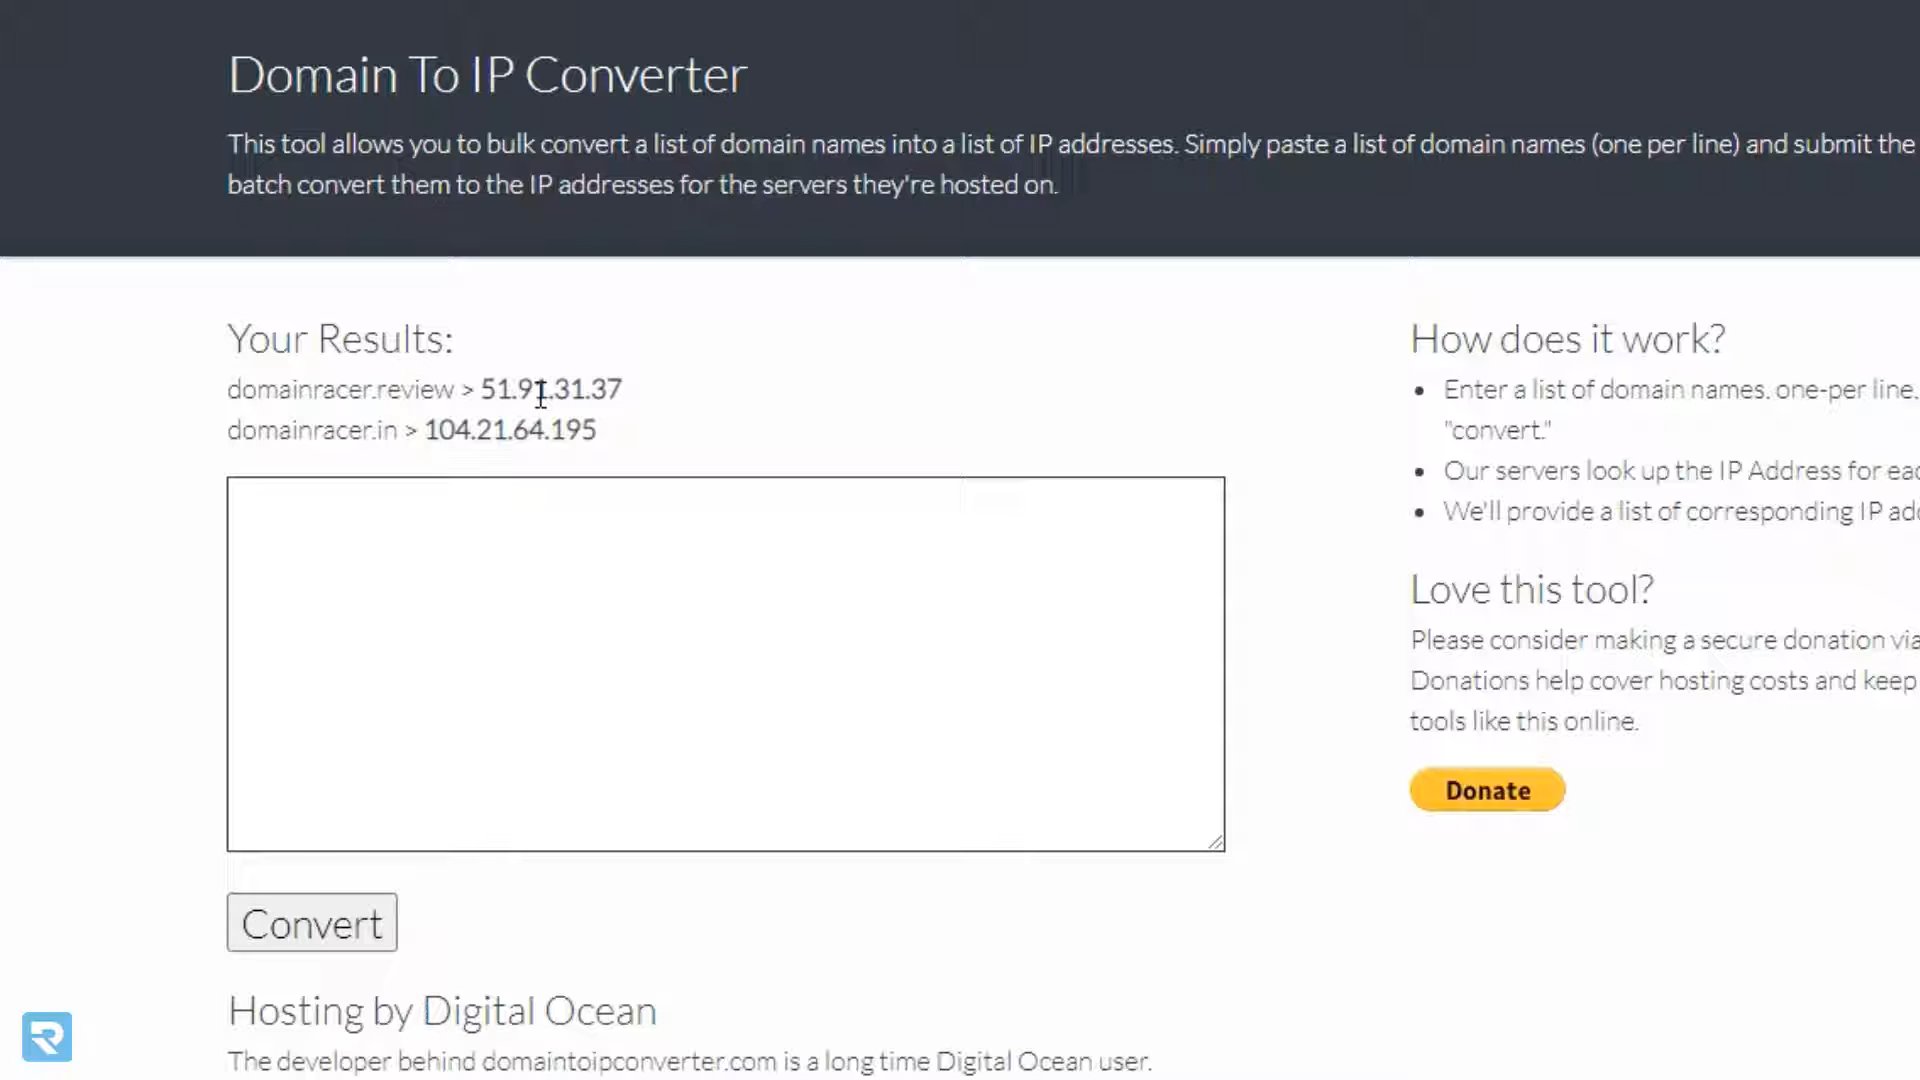 Domain To IP Converter
This tool allows you to bulk convert a list of domain names into a list of IP addresses. Simply paste a list of domain names (one per line) and submit the
batch convert them to the IP addresses for the servers they're hosted on.
Your Results:
domainracer.review > 51.91.31.37
domainracer.in > 104.21.64.195
Convert
Hosting by Digital Ocean
The developer behind domaintoipconverter.com is a long time Digital Ocean user.
How does it work?
• Enter a list of domain names, one-per line,
"convert."
• Our servers look up the IP Address for
• We'll provide a list of corresponding IP
Love this tool?
Please consider making a secure donation via
Donations help cover hosting costs and keep
tools like this online.
Donate